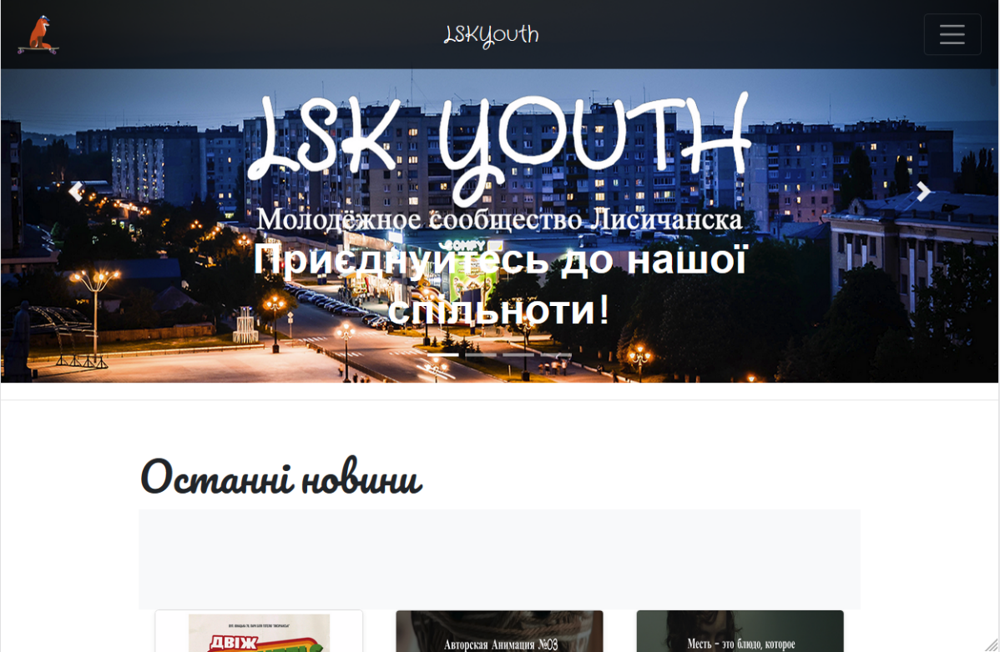 LSKYouth
LSK YOUTH
Молодёжное сообщество Лисичанска
COMFY
Приєднуйтесь до нашої
спільноти!
Останні новини
ДВІЖ
Авторская Анимация №03
Месть - это блюдо, которое